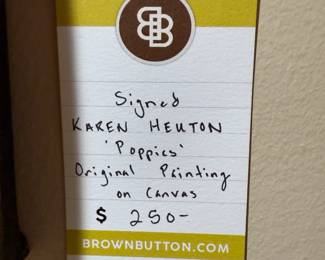 Signed
KAREN HEUTON
'Poppies'
Original Painting
on Canvas
$ 250-
BROWNBUTTON.COM